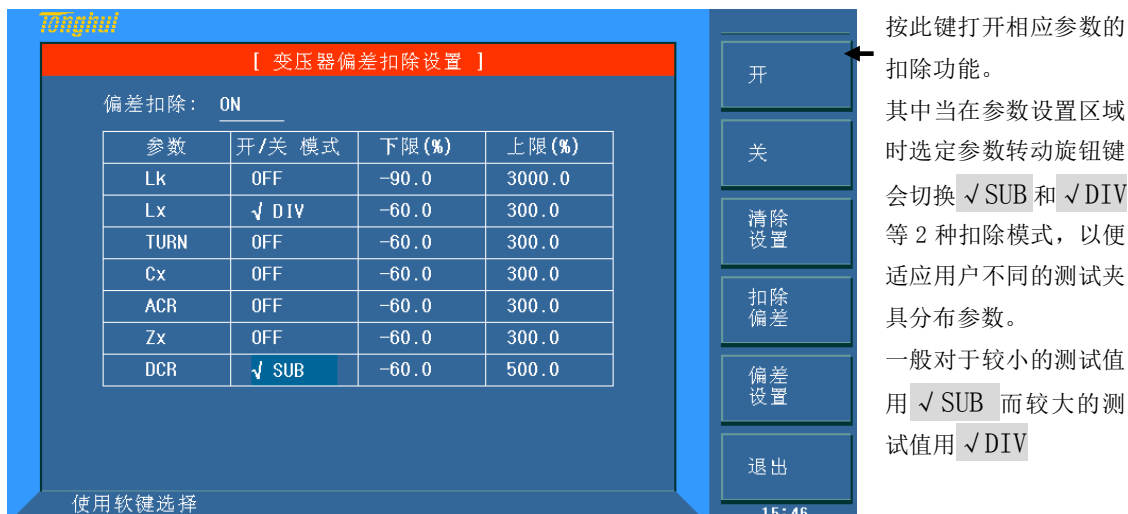 Tonghui
[ 变压器偏差扣除设置 ]
偏差扣除: ON
参数 开/关 模式 下限(%) 上限(%)
Lk OFF -90.0 3000.0
Lx √ DIV -60.0 300.0
TURN OFF -60.0 300.0
Cx OFF -60.0 300.0
ACR OFF -60.0 300.0
Zx OFF -60.0 300.0
DCR √ SUB -60.0 500.0
使用软键选择
开
关
清除
设置
扣除
偏差
偏差
设置
退出
15:46
按此键打开相应参数的
扣除功能。
其中当在参数设置区域
时选定参数转动旋钮键
会切换 √SUB 和 √DIV
等 2 种扣除模式，以便
适应用户不同的测试夹
具分布参数。
一般对于较小的测试值
用 √SUB 而较大的测
试值用 √DIV